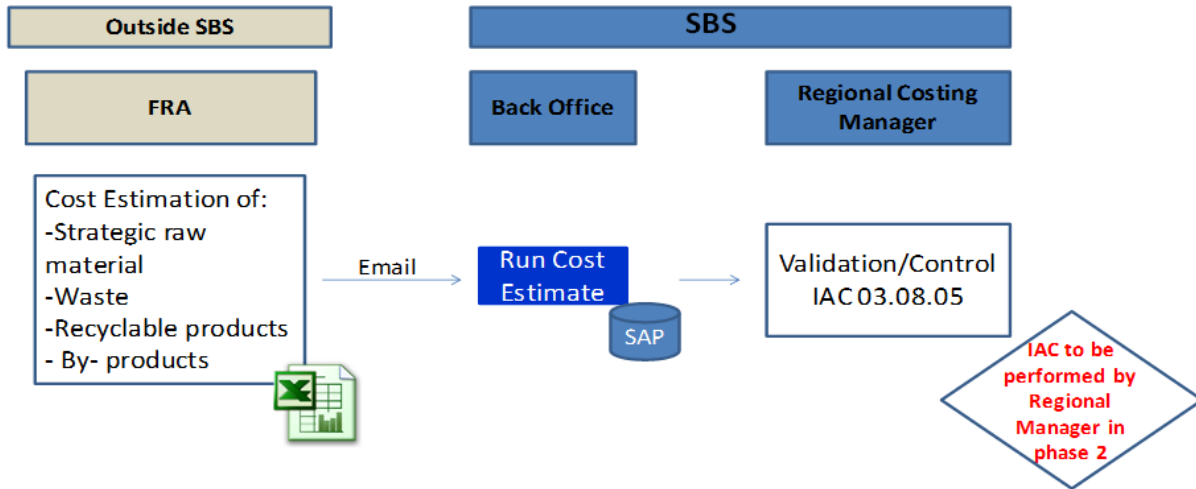 Outside SBS
SBS
FRA
Back Office
Regional Costing
Manager
Cost Estimation of:
-Strategic raw
material
-Waste
-Recyclable products
- By- products
Email
Run Cost
Estimate
SAP
Validation/Control
IAC 03.08.05
IAC to be
performed by
Regional
Manager in
phase 2